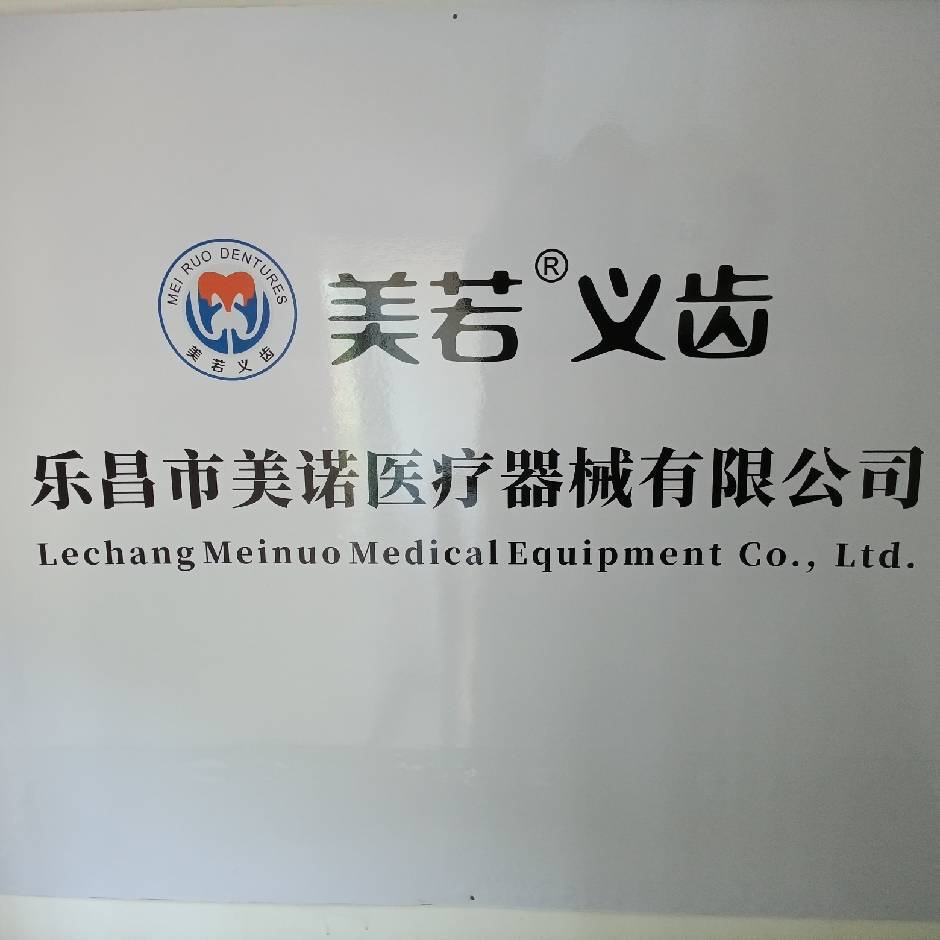 MEI RUO DENTURES
美若义齿
美若®义齿
乐昌市美诺医疗器械有限公司
Lechang Meinuo Medical Equipment Co., Ltd.